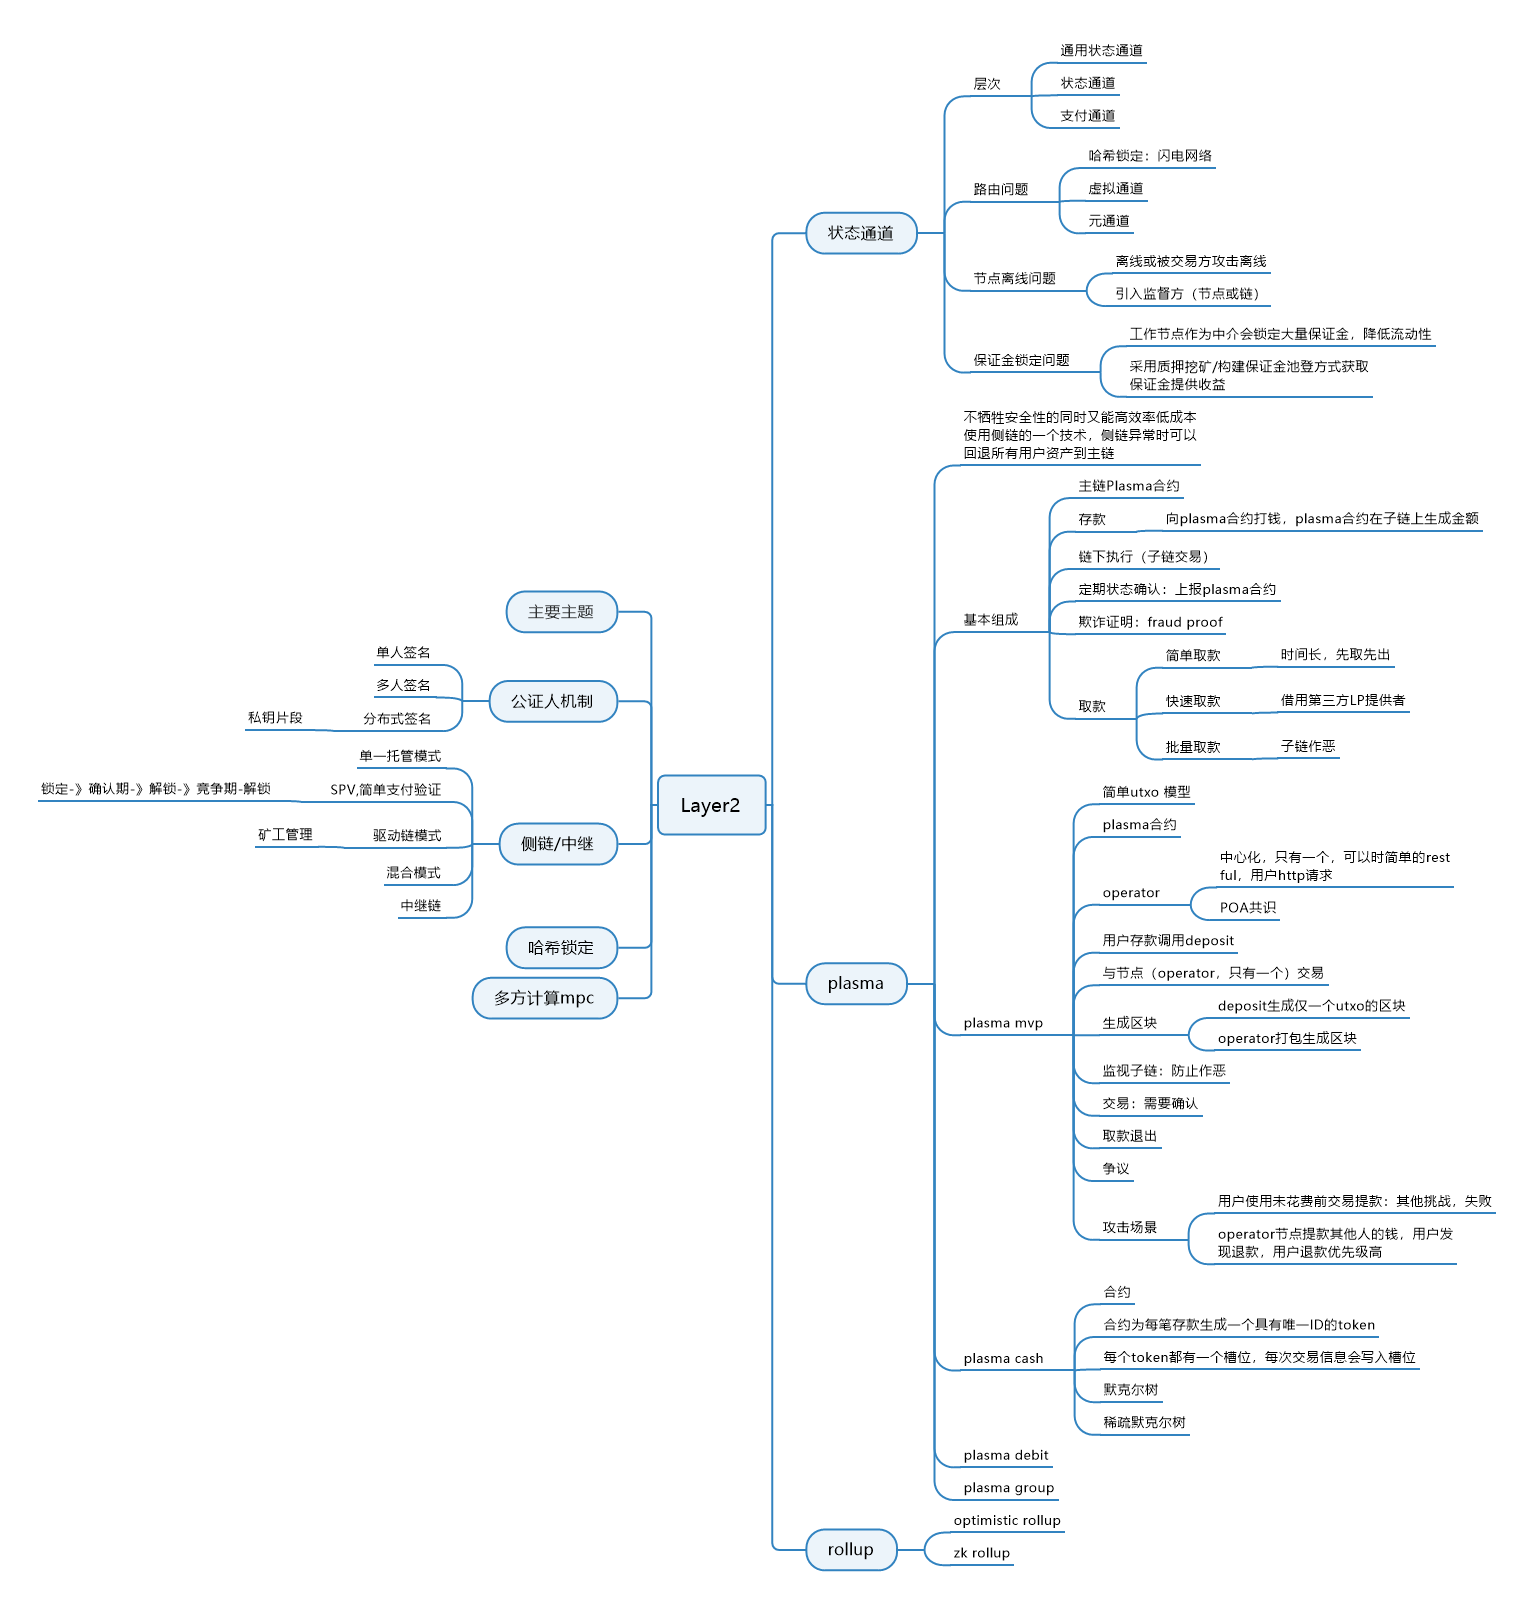 Layer2
状态通道
层次
通用状态通道
状态通道
支付通道
路由问题
哈希锁定：闪电网络
虚拟通道
元通道
节点离线问题
离线或被交易方攻击离线
引入监督方（节点或链）
保证金锁定问题
工作节点作为中介会锁定大量保证金，降低流动性
采用质押挖矿/构建保证金池登方式获取
保证金提供收益
plasma
不牺牲安全性的同时又能高效率低成本
使用侧链的一个技术，侧链异常时可以
回退所有用户资产到主链
基本组成
主链Plasma合约
存款
向plasma合约打钱，plasma合约在子链上生成金额
链下执行（子链交易）
定期状态确认：上报plasma合约
欺诈证明：fraud proof
取款
简单取款
时间长，先取先出
快速取款
借用第三方LP提供者
批量取款
子链作恶
plasma mvp
简单utxo 模型
plasma合约
operator
中心化，只有一个，可以时简单的rest
ful，用户http请求
POA共识
用户存款调用deposit
与节点（operator，只有一个）交易
生成区块
deposit生成仅一个utxo的区块
operator打包生成区块
监视子链：防止作恶
交易：需要确认
取款退出
争议
攻击场景
用户使用未花费前交易提款：其他挑战，失败
operator节点提款其他人的钱，用户发
现退款，用户退款优先级高
plasma cash
合约
合约为每笔存款生成一个具有唯一ID的token
每个token都有一个槽位，每次交易信息会写入槽位
默克尔树
稀疏默克尔树
plasma debit
plasma group
rollup
optimistic rollup
zk rollup
主要主题
公证人机制
单人签名
多人签名
分布式签名
私钥片段
侧链/中继
单一托管模式
SPV,简单支付验证
锁定-》确认期-》解锁-》竞争期-解锁
驱动链模式
矿工管理
混合模式
中继链
哈希锁定
多方计算mpc